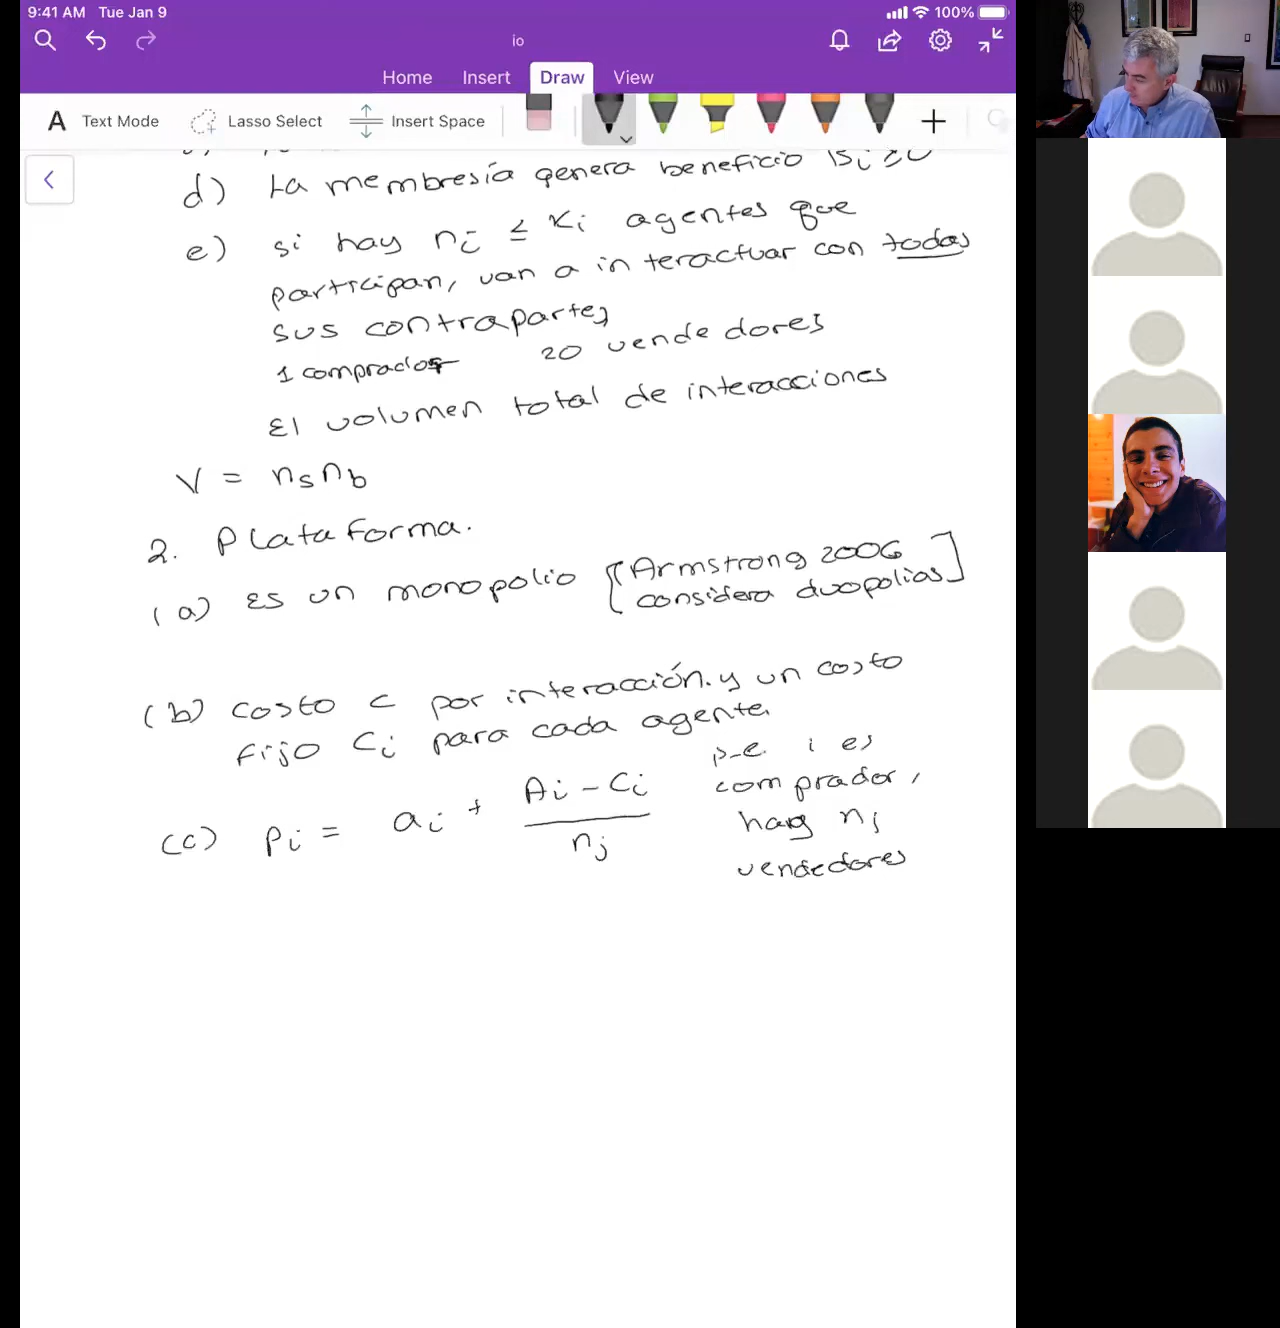 9:41 AM Tue Jan 9
100%
io
Home Insert Draw View
A Text Mode Lasso Select Insert Space
d) La membresía genera beneficio Bi ≥ 0
e) si hay ni ≤ Ki agentes que
participan, van a interactuar con todas
sus contrapartes
1 comprador 20 vendedores
El volumen total de interacciones
V = nsnb
2. Plataforma.
(a) Es un monopolio [Armstrong 2006
considera duopolios]
(b) costo c por interacción. y un costo
fijo Ci para cada agente.
(c) pi = ai + (Ai - Ci) / nj
p.e. i es
comprador,
hay nj
vendedores